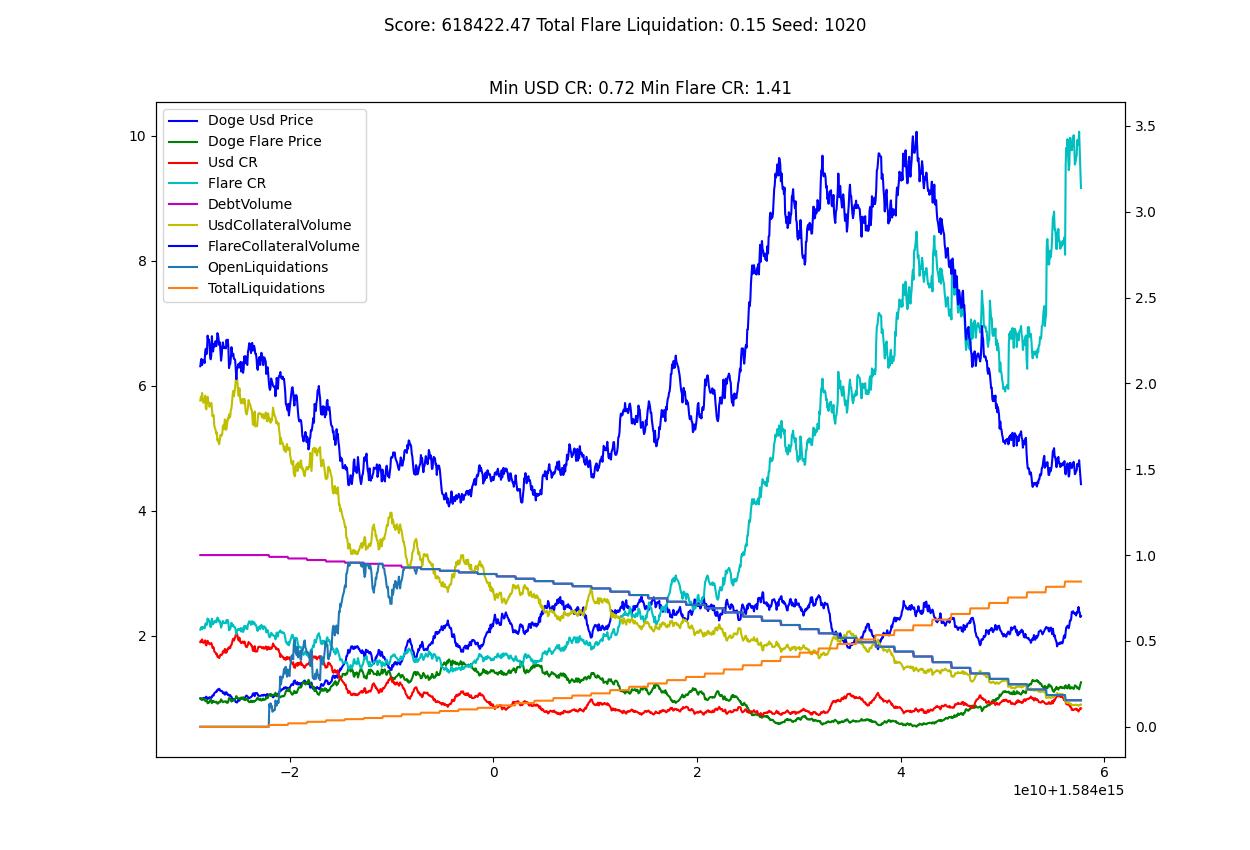 Score: 618422.47 Total Flare Liquidation: 0.15 Seed: 1020
Min USD CR: 0.72 Min Flare CR: 1.41
Doge Usd Price
Doge Flare Price
Usd CR
Flare CR
DebtVolume
UsdCollateralVolume
FlareCollateralVolume
OpenLiquidations
TotalLiquidations
10
8
6
4
2
3.5
3.0
2.5
2.0
1.5
1.0
0.5
0.0
−2
0
2
4
6
1e10+1.584e15